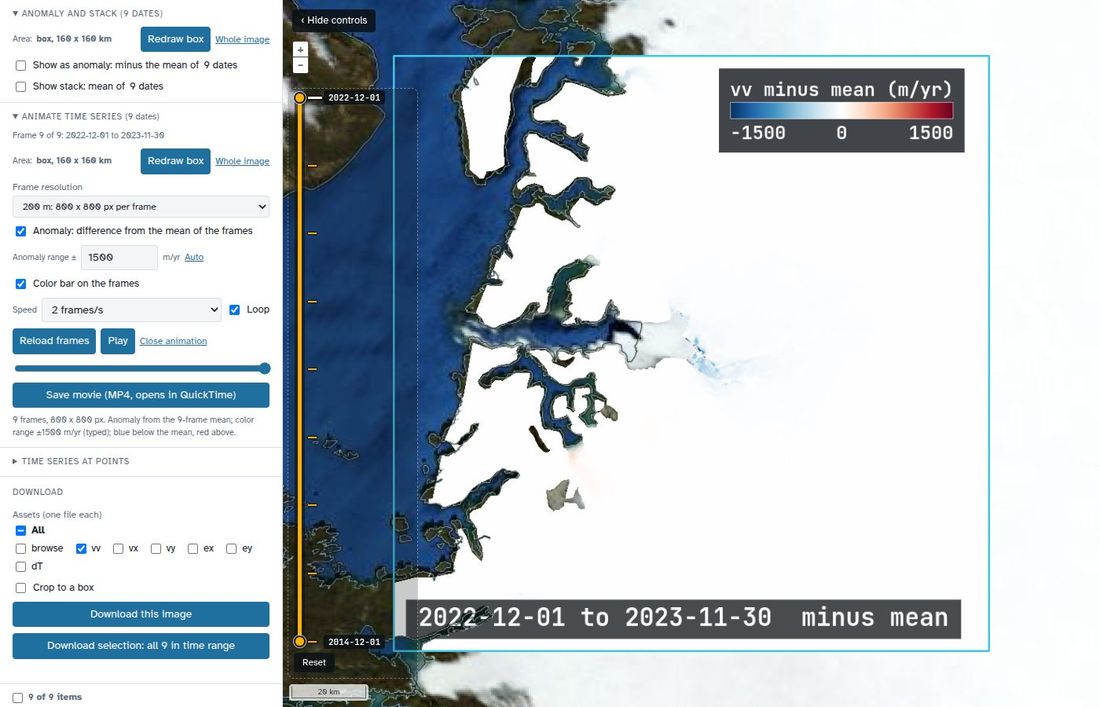 ▼ ANOMALY AND STACK (9 DATES)
Area: box, 160 x 160 km Redraw box Whole image
Show as anomaly: minus the mean of 9 dates
Show stack: mean of 9 dates
▼ ANIMATE TIME SERIES (9 dates)
Frame 9 of 9: 2022-12-01 to 2023-11-30
Area: box, 160 x 160 km Redraw box Whole image
Frame resolution
200 m: 800 x 800 px per frame
Anomaly: difference from the mean of the frames
Anomaly range ± 1500 m/yr Auto
Color bar on the frames
Speed 2 frames/s Loop
Reload frames Play Close animation
Save movie (MP4, opens in QuickTime)
9 frames, 800 x 800 px. Anomaly from the 9-frame mean; color
range ±1500 m/yr (typed); blue below the mean, red above.
▶ TIME SERIES AT POINTS
DOWNLOAD
Assets (one file each)
All
browse vv vx vy ex ey
dT
Crop to a box
Download this image
Download selection: all 9 in time range
9 of 9 items
‹ Hide controls
+
−
2022-12-01
2014-12-01
Reset
20 km
vv minus mean (m/yr)
-1500 0 1500
2022-12-01 to 2023-11-30 minus mean